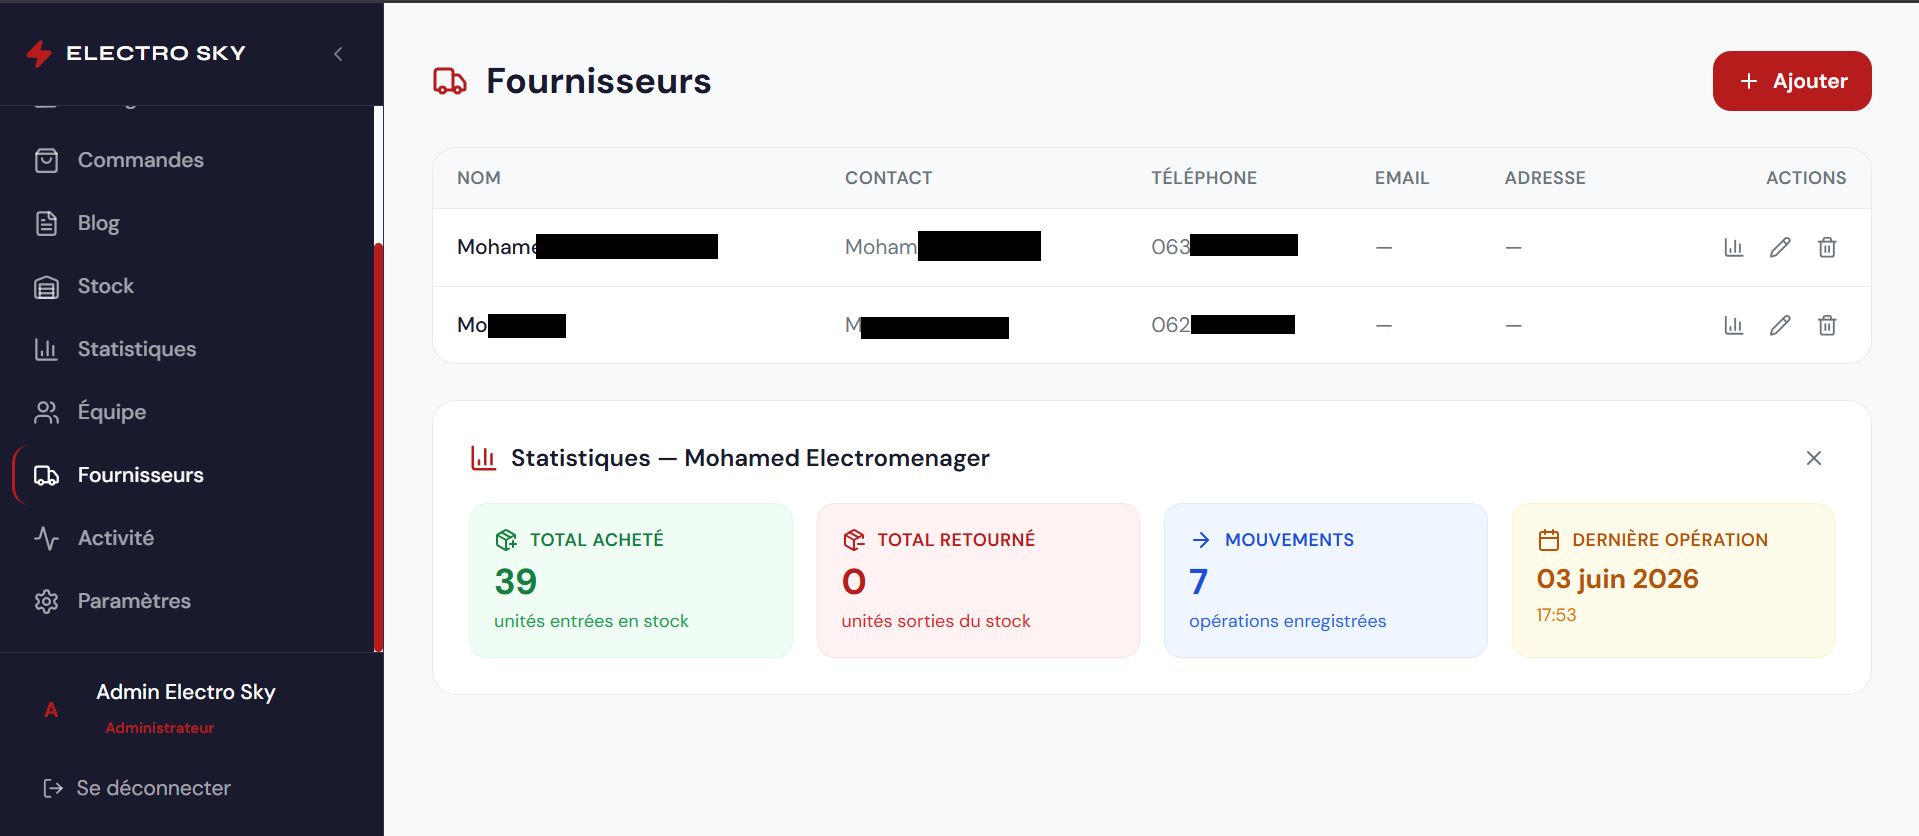 ELECTRO SKY
Commandes
Blog
Stock
Statistiques
Équipe
Fournisseurs
Activité
Paramètres
Admin Electro Sky
A
Administrateur
Se déconnecter
Fournisseurs
+ Ajouter
NOM CONTACT TÉLÉPHONE EMAIL ADRESSE ACTIONS
Moham 063 — —
Mo M 062 — —
Statistiques — Mohamed Electromenager
TOTAL ACHETÉ
39
unités entrées en stock
TOTAL RETOURNÉ
0
unités sorties du stock
MOUVEMENTS
7
opérations enregistrées
DERNIÈRE OPÉRATION
03 juin 2026
17:53